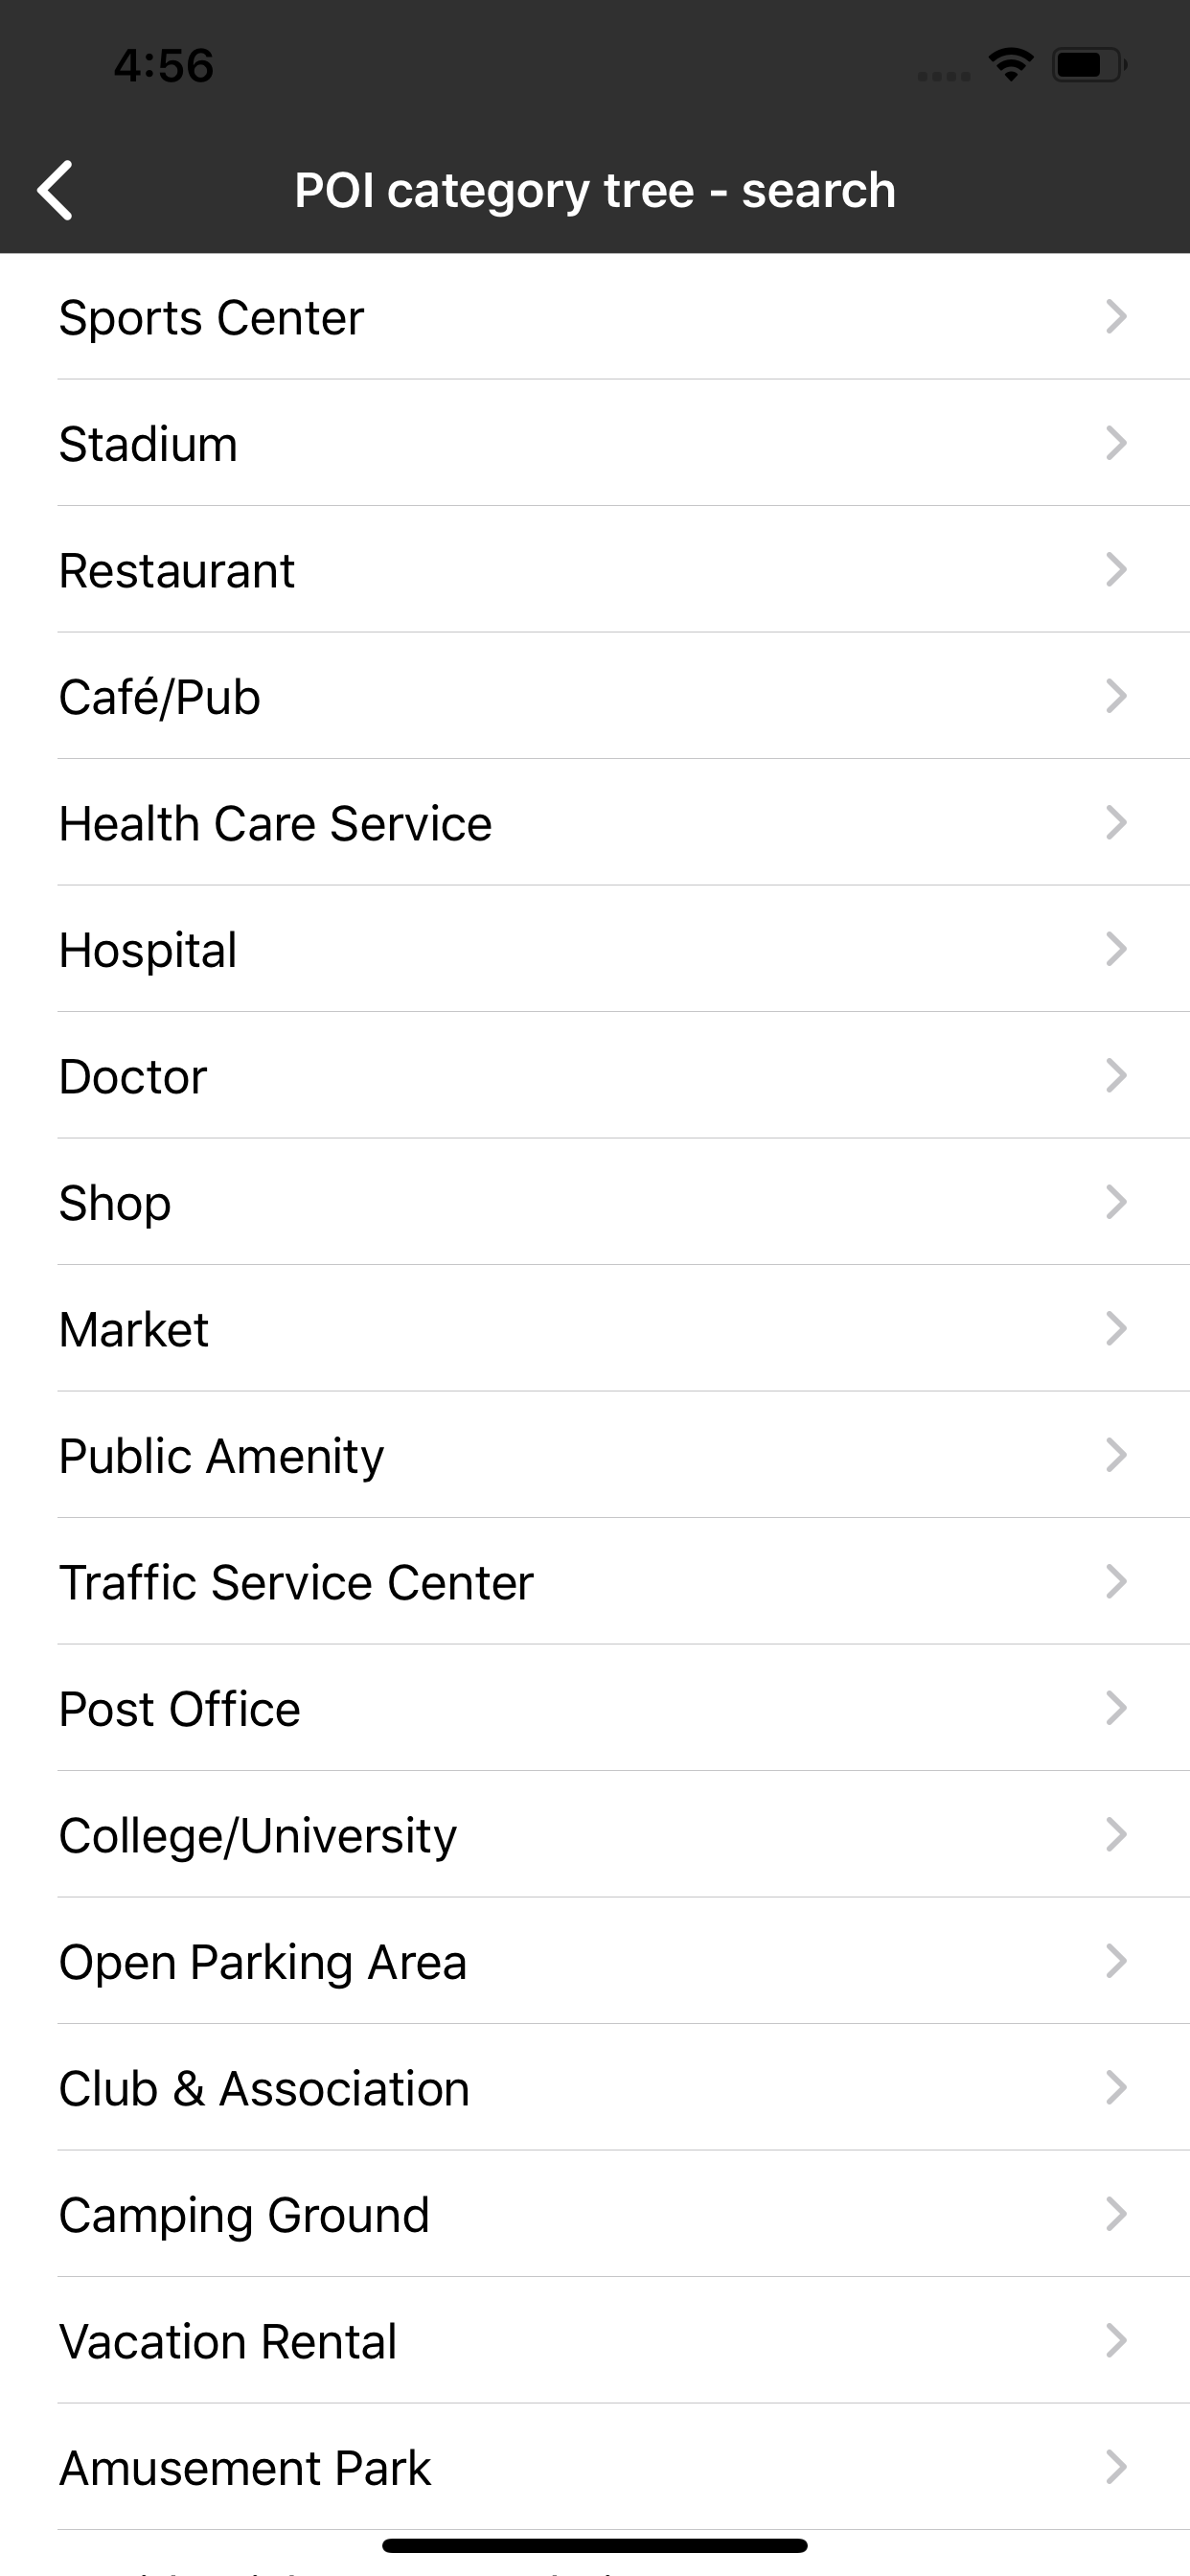 4:56
POI category tree - search
Sports Center
Stadium
Restaurant
Café/Pub
Health Care Service
Hospital
Doctor
Shop
Market
Public Amenity
Traffic Service Center
Post Office
College/University
Open Parking Area
Club & Association
Camping Ground
Vacation Rental
Amusement Park